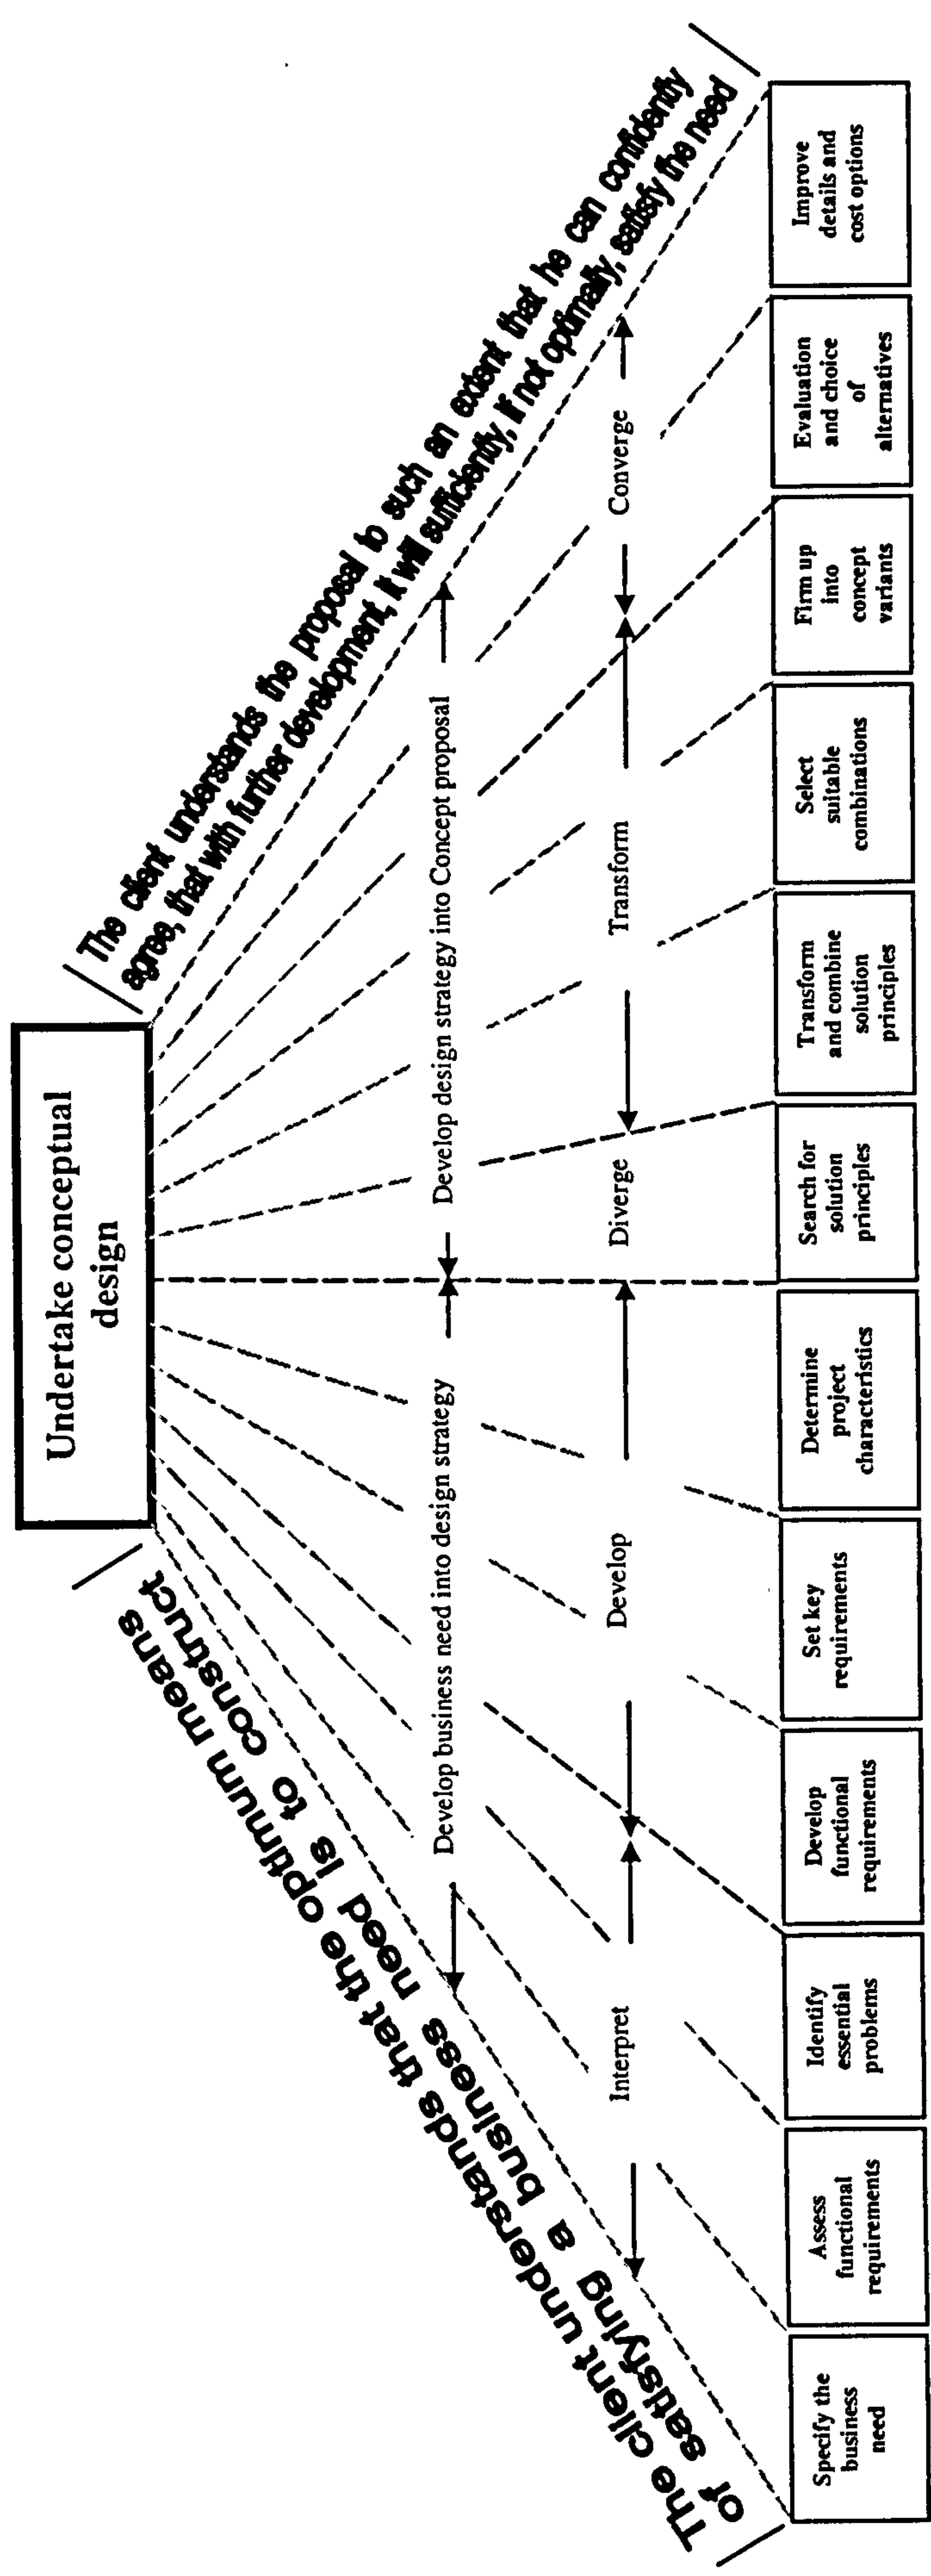 Undertake conceptual
design
The client understands that the optimum means
of satisfying a business need is to construct
The client understands the proposal to such an extent that he can confidently
agree, that with further development, it will sufficiently, if not optimally, satisfy the need
Develop business need into design strategy
Develop design strategy into Concept proposal
Interpret
Develop
Diverge
Transform
Converge
Specify the
business
need
Assess
functional
requirements
Identify
essential
problems
Develop
functional
requirements
Set key
requirements
Determine
project
characteristics
Search for
solution
principles
Transform
and combine
solution
principles
Select
suitable
combinations
Firm up
into
concept
variants
Evaluation
and choice
of
alternatives
Improve
details and
cost options